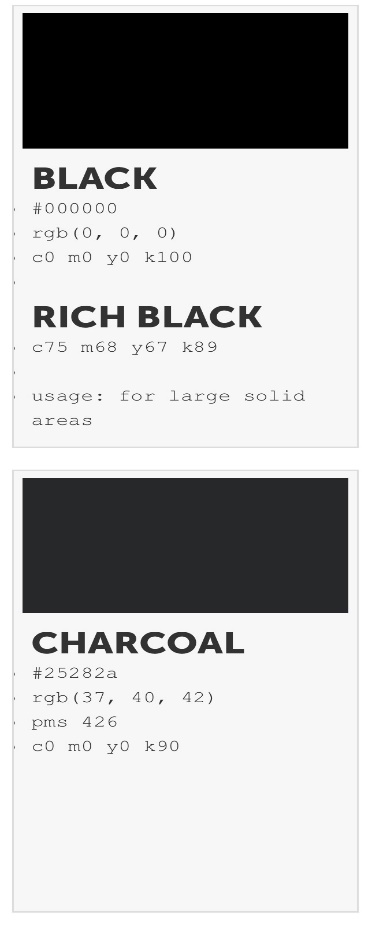 BLACK
#000000
rgb(0, 0, 0)
c0 m0 y0 k100
RICH BLACK
c75 m68 y67 k89
usage: for large solid
areas
CHARCOAL
#25282a
rgb(37, 40, 42)
pms 426
c0 m0 y0 k90